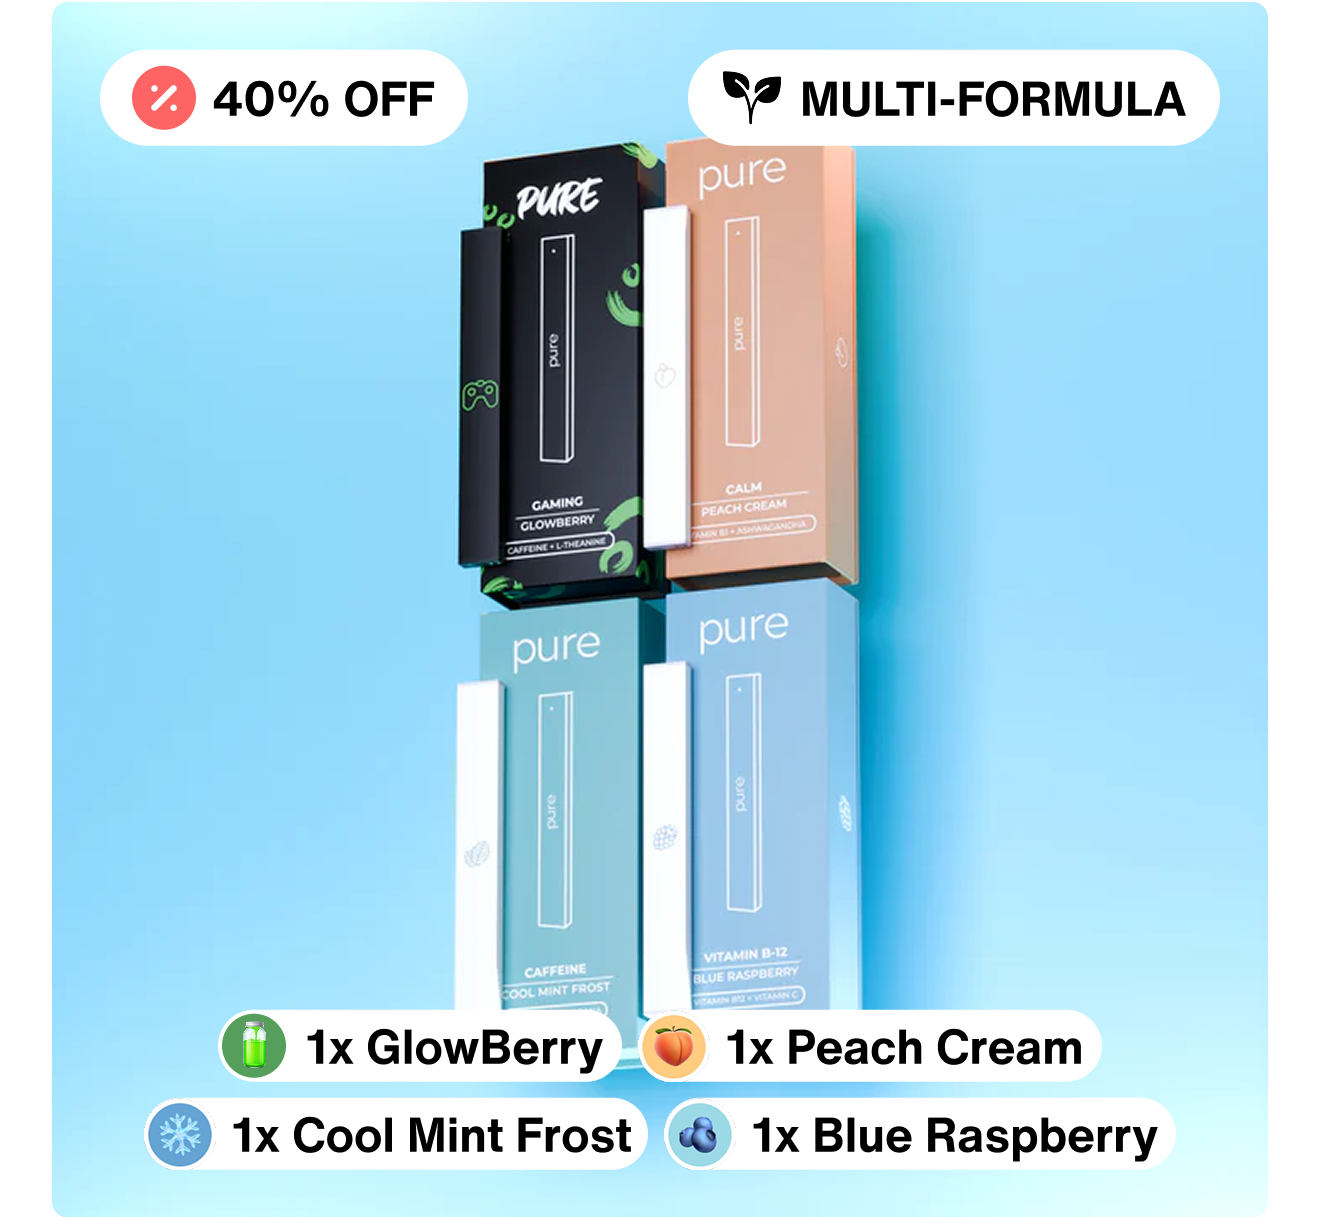 40% OFF
MULTI-FORMULA
PURE
pure
GAMING
GLOWBERRY
CAFFEINE + L-THEANINE
pure
pure
CALM
PEACH CREAM
B1 + ASHWAGANDHA
pure
pure
CAFFEINE
COOL MINT FROST
pure
pure
VITAMIN B-12
BLUE RASPBERRY
VITAMIN B12 + VITAMIN C
1x GlowBerry
1x Peach Cream
1x Cool Mint Frost
1x Blue Raspberry